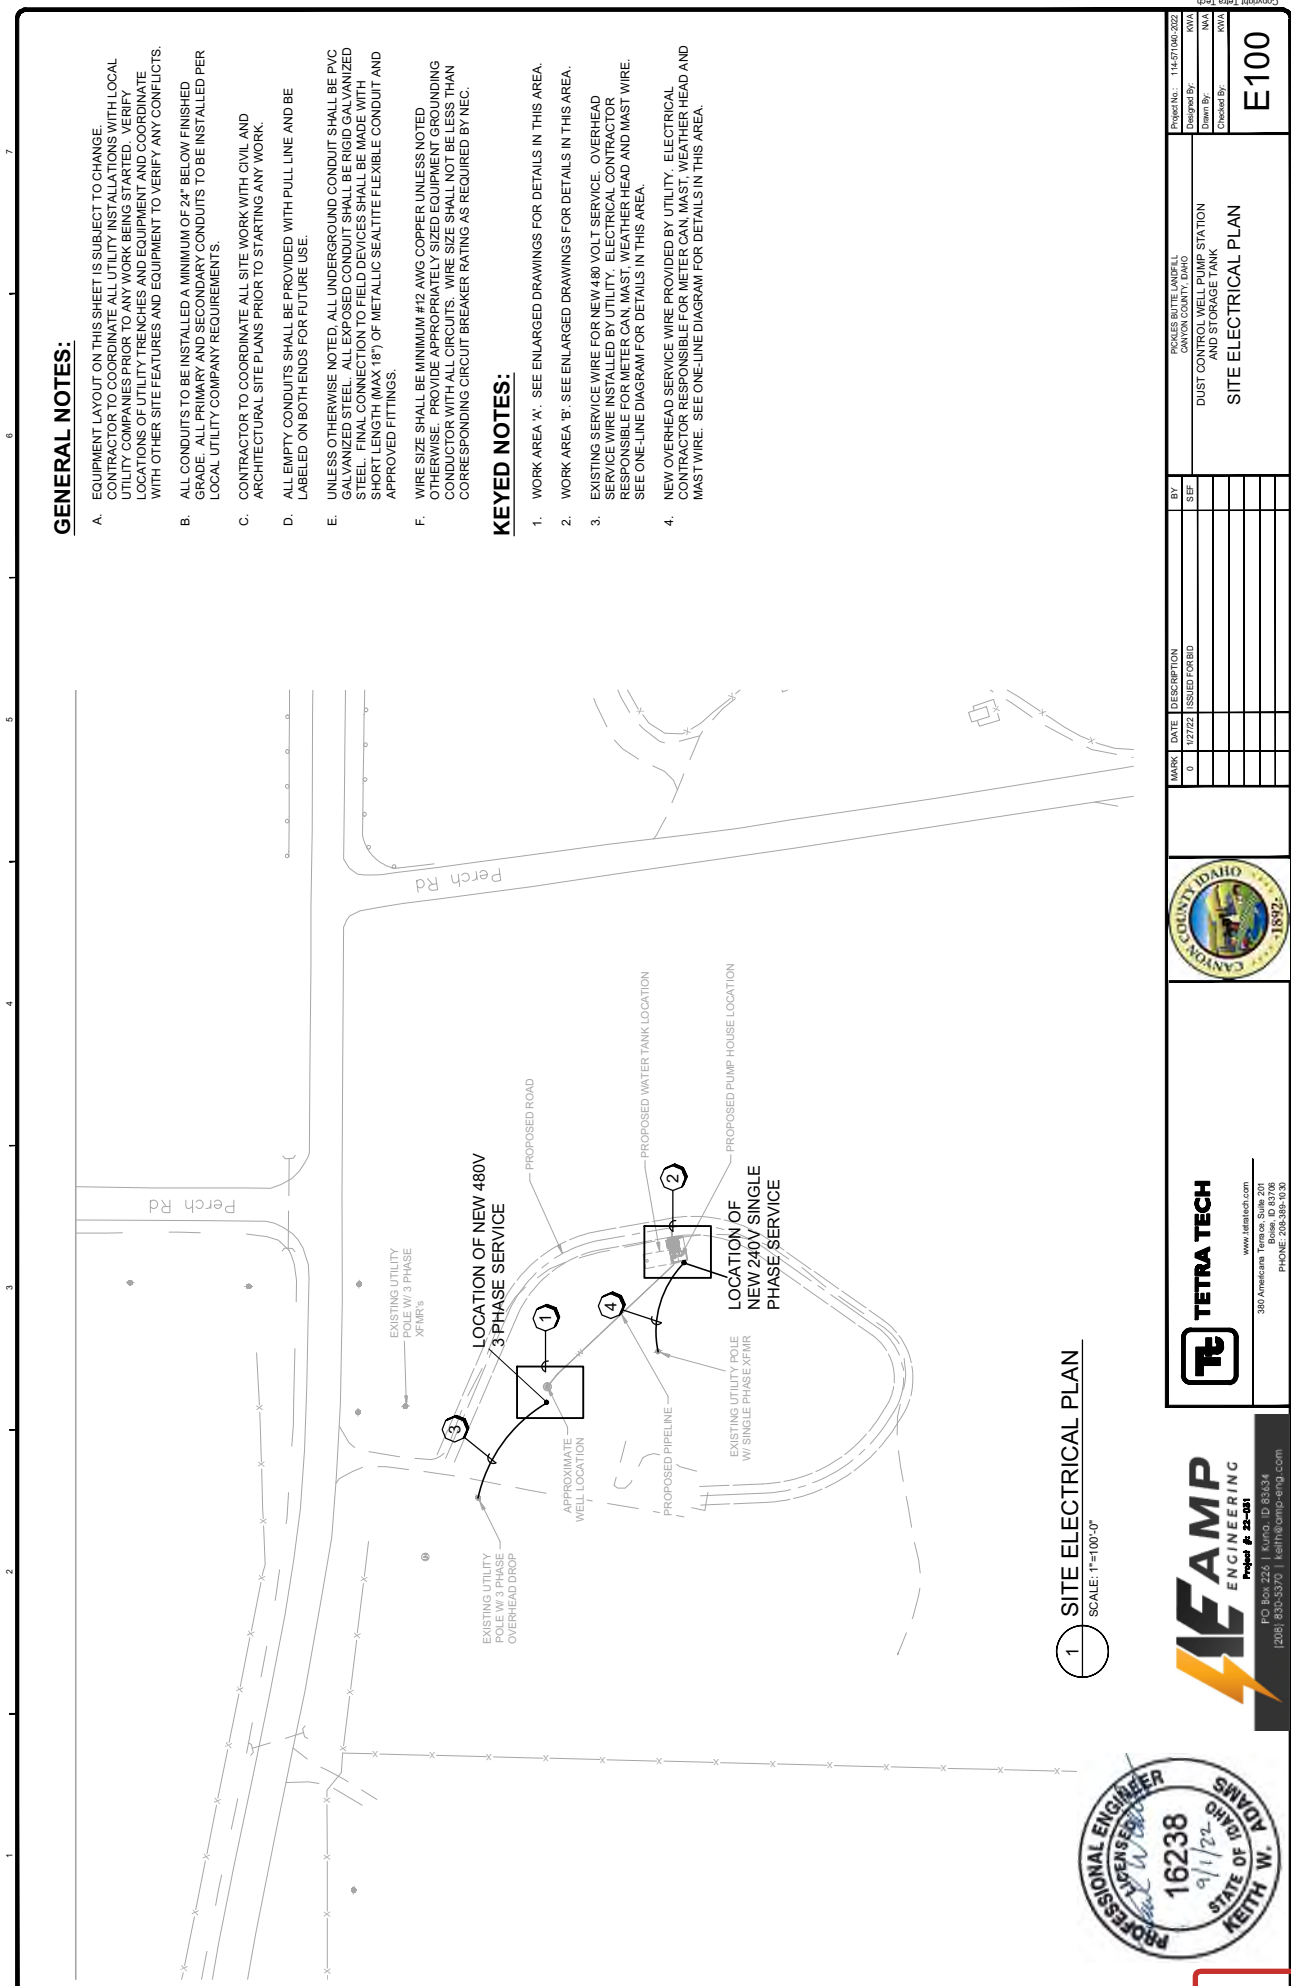 GENERAL NOTES:
A. EQUIPMENT LAYOUT ON THIS SHEET IS SUBJECT TO CHANGE.
CONTRACTOR TO COORDINATE ALL UTILITY INSTALLATIONS WITH LOCAL
UTILITY COMPANIES PRIOR TO ANY WORK BEING STARTED. VERIFY
LOCATIONS OF UTILITY TRENCHES AND EQUIPMENT AND COORDINATE
WITH OTHER SITE FEATURES AND EQUIPMENT TO VERIFY ANY CONFLICTS.
B. ALL CONDUITS TO BE INSTALLED A MINIMUM OF 24" BELOW FINISHED
GRADE. ALL PRIMARY AND SECONDARY CONDUITS TO BE INSTALLED PER
LOCAL UTILITY COMPANY REQUIREMENTS.
C. CONTRACTOR TO COORDINATE ALL SITE WORK WITH CIVIL AND
ARCHITECTURAL SITE PLANS PRIOR TO STARTING ANY WORK.
D. ALL EMPTY CONDUITS SHALL BE PROVIDED WITH PULL LINE AND BE
LABELED ON BOTH ENDS FOR FUTURE USE.
E. UNLESS OTHERWISE NOTED, ALL UNDERGROUND CONDUIT SHALL BE PVC
GALVANIZED STEEL. ALL EXPOSED CONDUIT SHALL BE RIGID GALVANIZED
STEEL. FINAL CONNECTION TO FIELD DEVICES SHALL BE MADE WITH
SHORT LENGTH (MAX 18") OF METALLIC SEALTITE FLEXIBLE CONDUIT AND
APPROVED FITTINGS.
F. WIRE SIZE SHALL BE MINIMUM #12 AWG COPPER UNLESS NOTED
OTHERWISE. PROVIDE APPROPRIATELY SIZED EQUIPMENT GROUNDING
CONDUCTOR WITH ALL CIRCUITS. WIRE SIZE SHALL NOT BE LESS THAN
CORRESPONDING CIRCUIT BREAKER RATING AS REQUIRED BY NEC.
KEYED NOTES:
1. WORK AREA 'A'. SEE ENLARGED DRAWINGS FOR DETAILS IN THIS AREA.
2. WORK AREA 'B'. SEE ENLARGED DRAWINGS FOR DETAILS IN THIS AREA.
3. EXISTING SERVICE WIRE FOR NEW 480 VOLT SERVICE. OVERHEAD
SERVICE WIRE INSTALLED BY UTILITY. ELECTRICAL CONTRACTOR
RESPONSIBLE FOR METER CAN, MAST, WEATHER HEAD AND MAST WIRE.
SEE ONE-LINE DIAGRAM FOR DETAILS IN THIS AREA.
4. NEW OVERHEAD SERVICE WIRE PROVIDED BY UTILITY. ELECTRICAL
CONTRACTOR RESPONSIBLE FOR METER CAN, MAST, WEATHER HEAD AND
MAST WIRE. SEE ONE-LINE DIAGRAM FOR DETAILS IN THIS AREA.
1
2
3
4
5
6
7
Perch Rd
Perch Rd
EXISTING UTILITY
POLE W/ 3 PHASE
XFMR's
LOCATION OF NEW 480V
3 PHASE SERVICE
PROPOSED ROAD
PROPOSED WATER TANK LOCATION
PROPOSED PUMP HOUSE LOCATION
LOCATION OF
NEW 240V SINGLE
PHASE SERVICE
3
1
4
2
APPROXIMATE
WELL LOCATION
PROPOSED PIPELINE
EXISTING UTILITY POLE
W/ SINGLE PHASE XFMR
EXISTING UTILITY
POLE W/ 3 PHASE
OVERHEAD DROP
1
SITE ELECTRICAL PLAN
SCALE: 1"=100'-0"
PROFESSIONAL ENGINEER
LICENSED
16238
9/1/22
STATE OF IDAHO
KEITH W. ADAMS
AMP
ENGINEERING
Project #: 22-031
PO Box 226 | Kuna, ID 83634
(208) 830-5370 | keith@amp-eng.com
Tt
TETRA TECH
www.tetratech.com
380 Americana Terrace, Suite 201
Boise, ID 83706
PHONE: 208-389-1030
CANYON COUNTY IDAHO
-1892-
MARK DATE DESCRIPTION BY
0 1/27/22 ISSUED FOR BID SEF
PICKLES BUTTE LANDFILL
CANYON COUNTY, IDAHO
DUST CONTROL WELL PUMP STATION
AND STORAGE TANK
SITE ELECTRICAL PLAN
Project No.: 114-571040-2022
Designed By: KWA
Drawn By: NAA
Checked By: KWA
E100
Copyright Tetra Tech